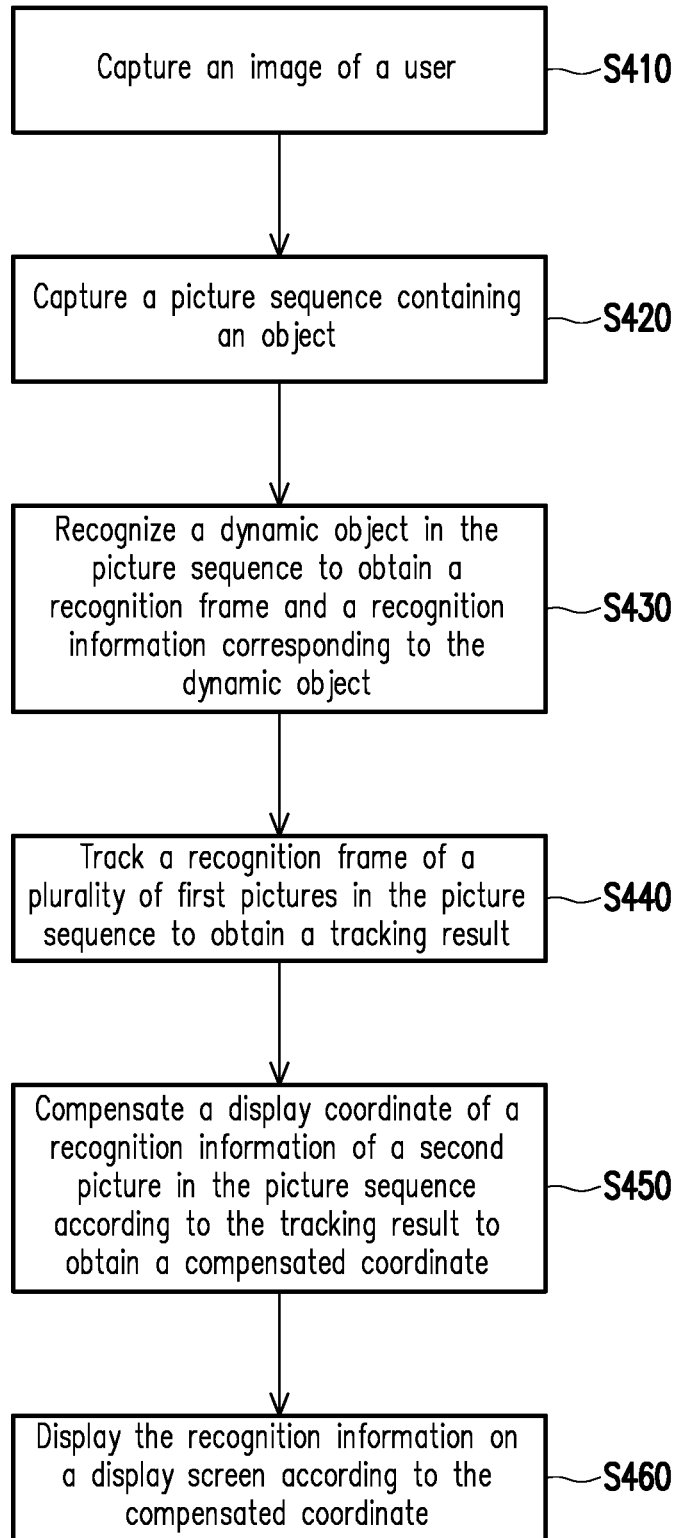 Capture an image of a user
S410
Capture a picture sequence containing
an object
S420
Recognize a dynamic object in the
picture sequence to obtain a
recognition frame and a recognition
information corresponding to the
dynamic object
S430
Track a recognition frame of a
plurality of first pictures in the picture
sequence to obtain a tracking result
S440
Compensate a display coordinate of a
recognition information of a second
picture in the picture sequence
according to the tracking result to
obtain a compensated coordinate
S450
Display the recognition information on
a display screen according to the
compensated coordinate
S460